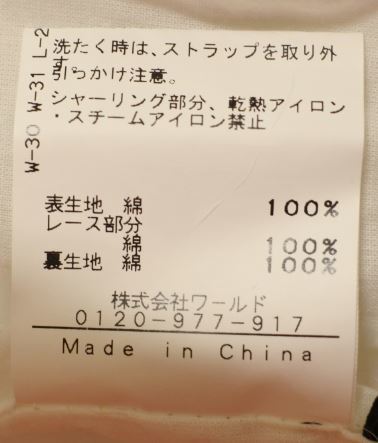 洗たく時は、ストラップを取り外
す。
引っかけ注意。
シャーリング部分、乾熱アイロン
・スチームアイロン禁止
W-30 W-31 L-2
表生地 綿 100%
レース部分
綿 100%
裏生地 綿 100%
株式会社ワールド
0120-977-917
Made in China